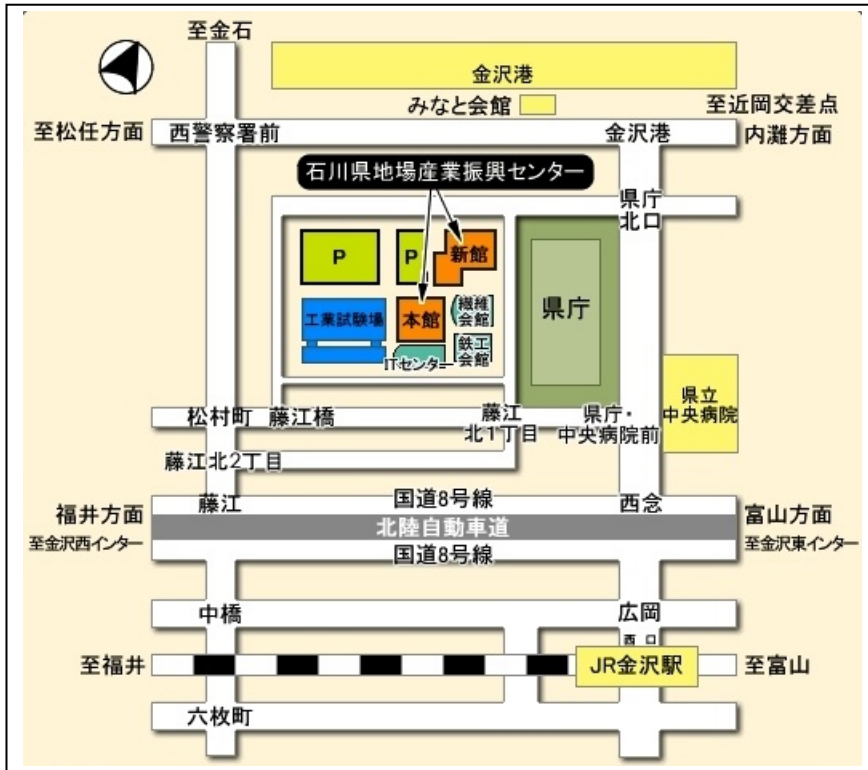 至金石
金沢港
みなと会館
至近岡交差点
至松任方面
西警察署前
金沢港
内灘方面
石川県地場産業振興センター
県庁
北口
P
P
新館
県庁
工業試験場
本館
繊維
会館
鉄工
会館
ITセンター
県立
中央病院
松村町
藤江橋
藤江
北1丁目
県庁・
中央病院前
藤江北2丁目
福井方面
藤江
国道8号線
西念
富山方面
至金沢西インター
北陸自動車道
至金沢東インター
国道8号線
中橋
広岡
西口
至福井
JR金沢駅
至富山
六枚町